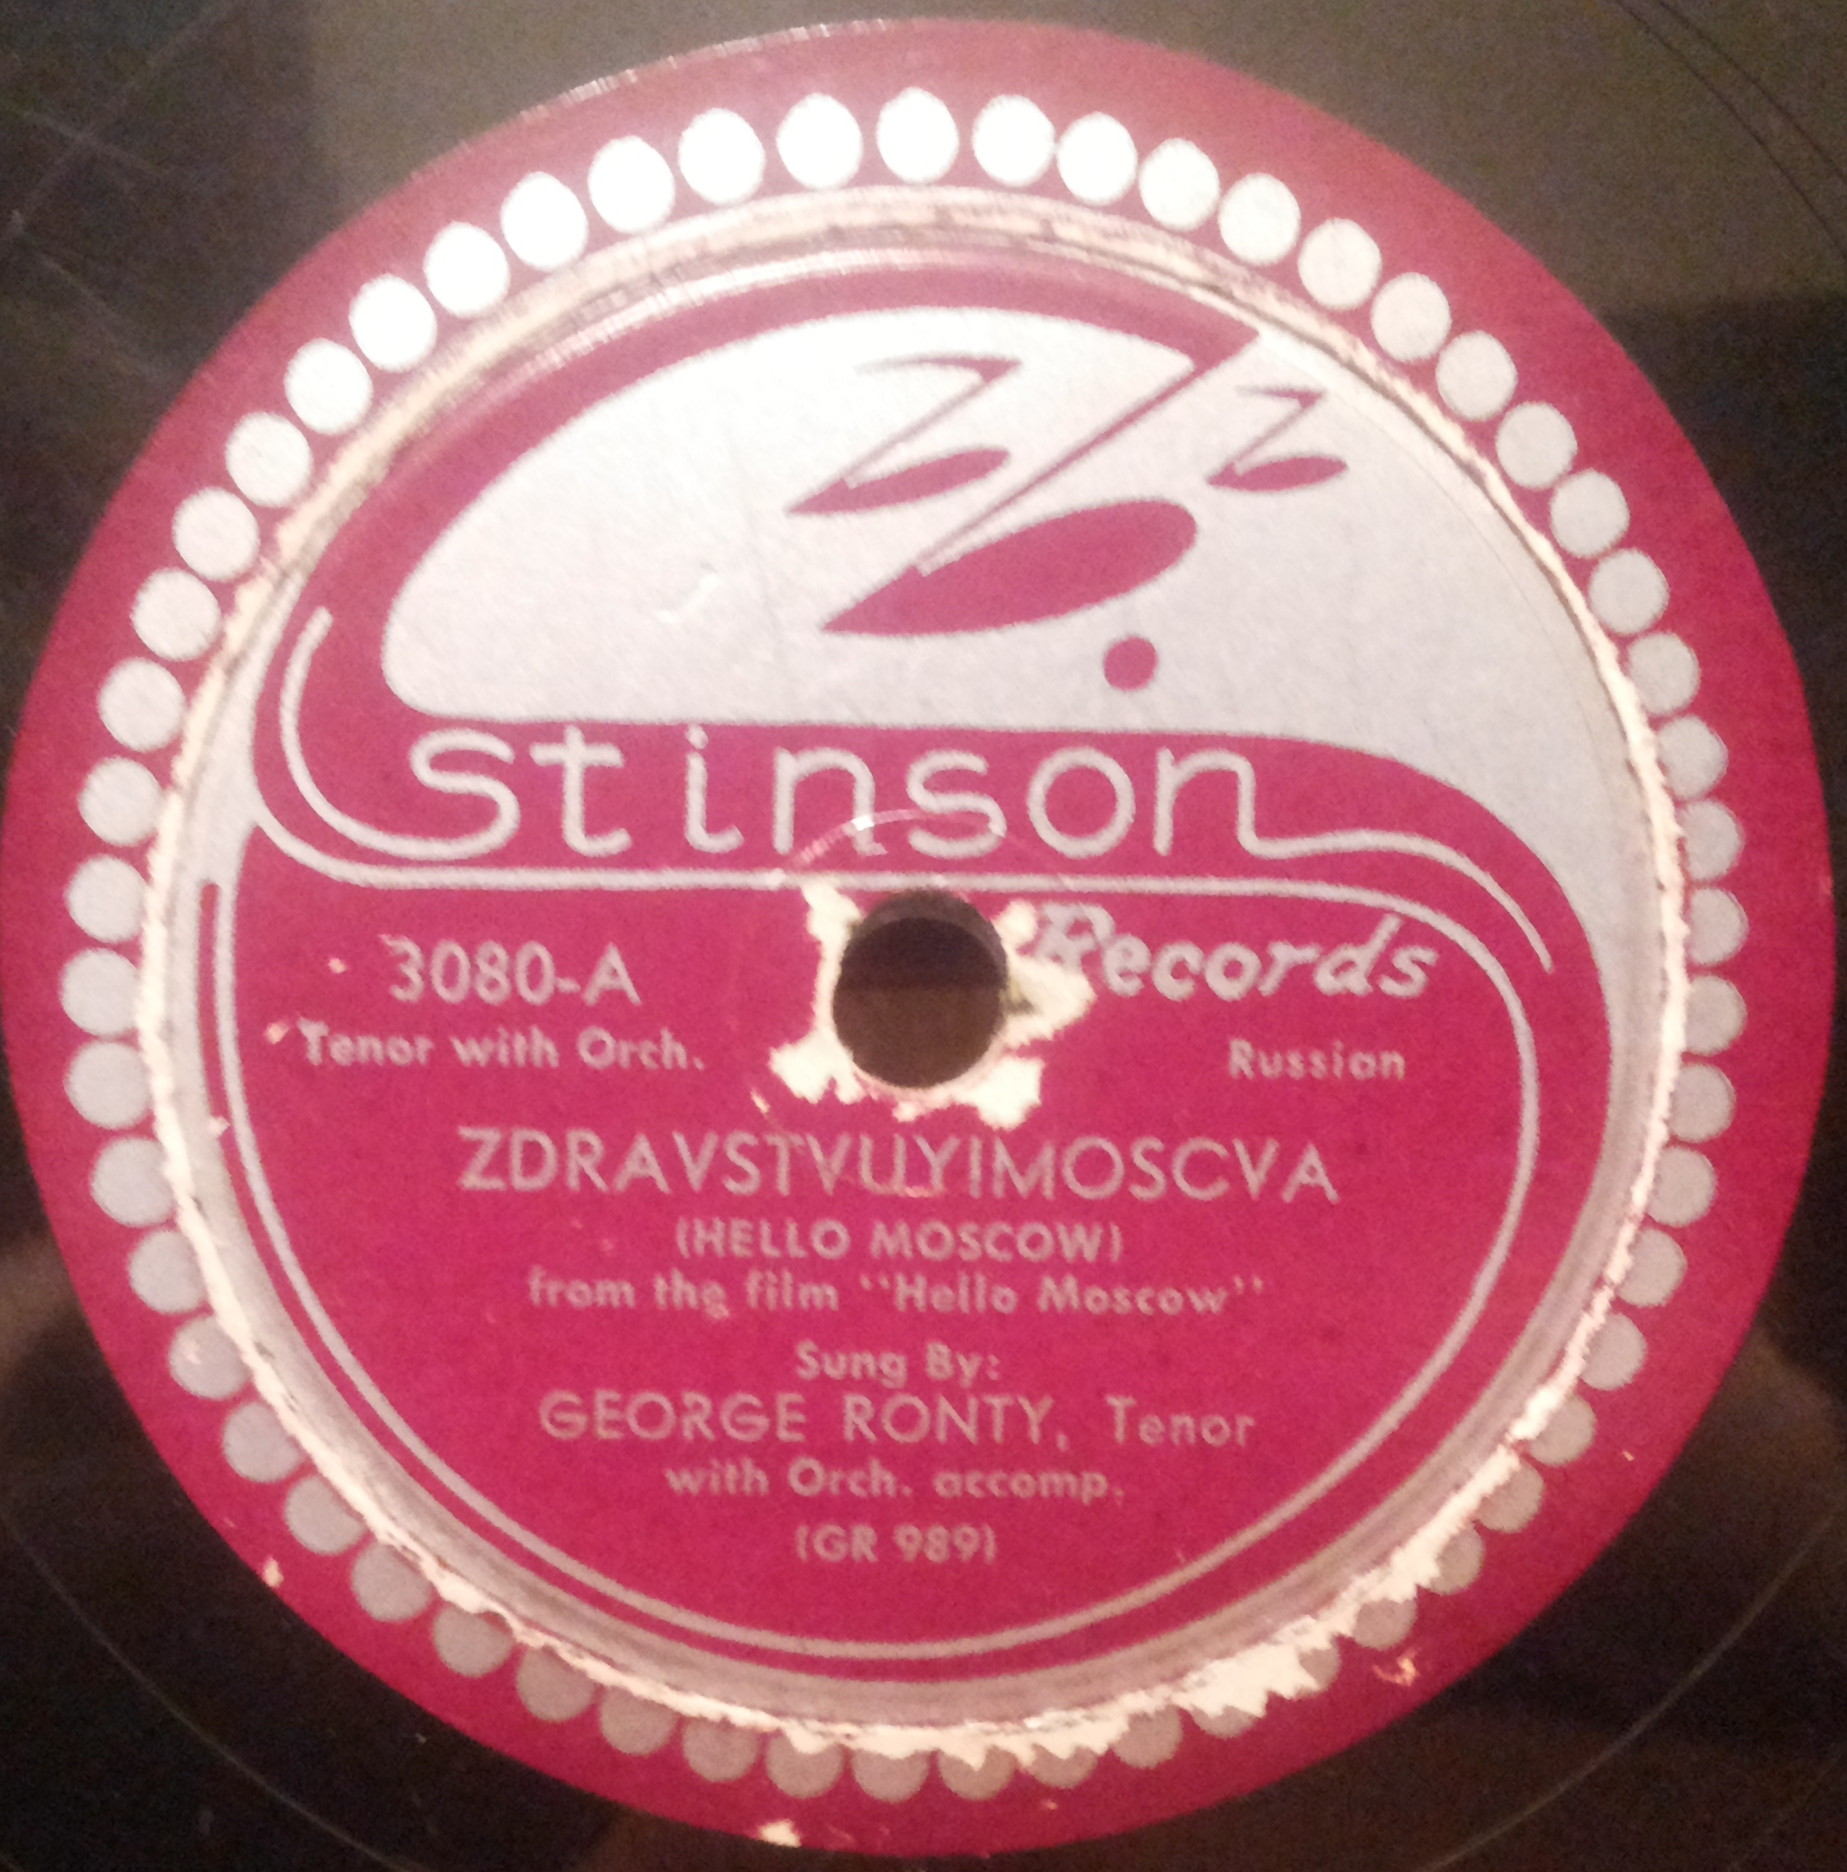 stinson
Records
3080-A
Tenor with Orch.
Russian
ZDRAVSTVUYIMOSCVA
(HELLO MOSCOW)
from the film "Hello Moscow"
Sung By:
GEORGE RONTY, Tenor
with Orch. accomp.
(GR 989)